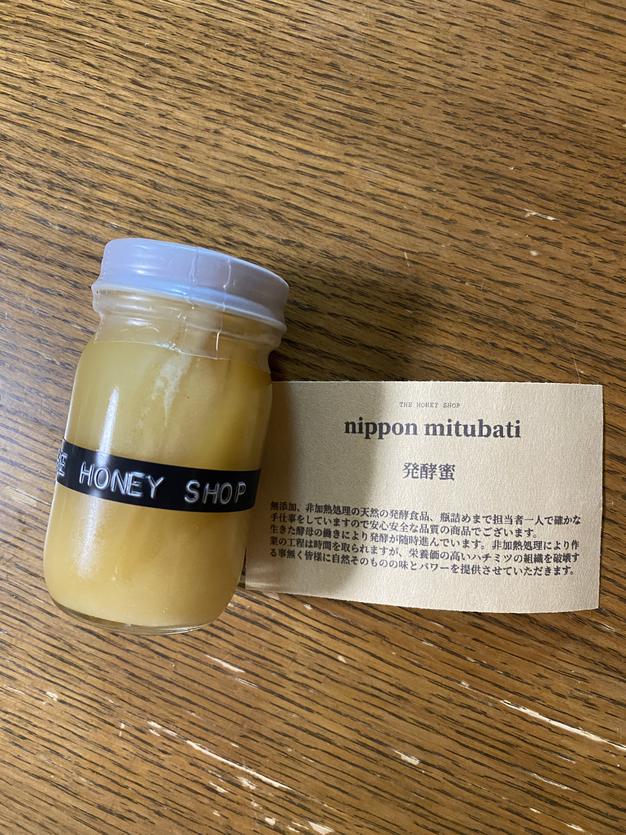 HONEY SHOP
THE HONEY SHOP
nippon mitubati
発酵蜜
無添加、非加熱処理の天然の発酵食品、瓶詰めまで担当者一人で確かな
手仕事をしていますので安心安全な品質の商品でございます。
生きた酵母の働きにより発酵が随時進んでいます。非加熱処理により作
業の工程は時間を取られますが、栄養価の高いハチミツの組織を破壊す
る事無く皆様に自然そのものの味とパワーを提供させていただきます。